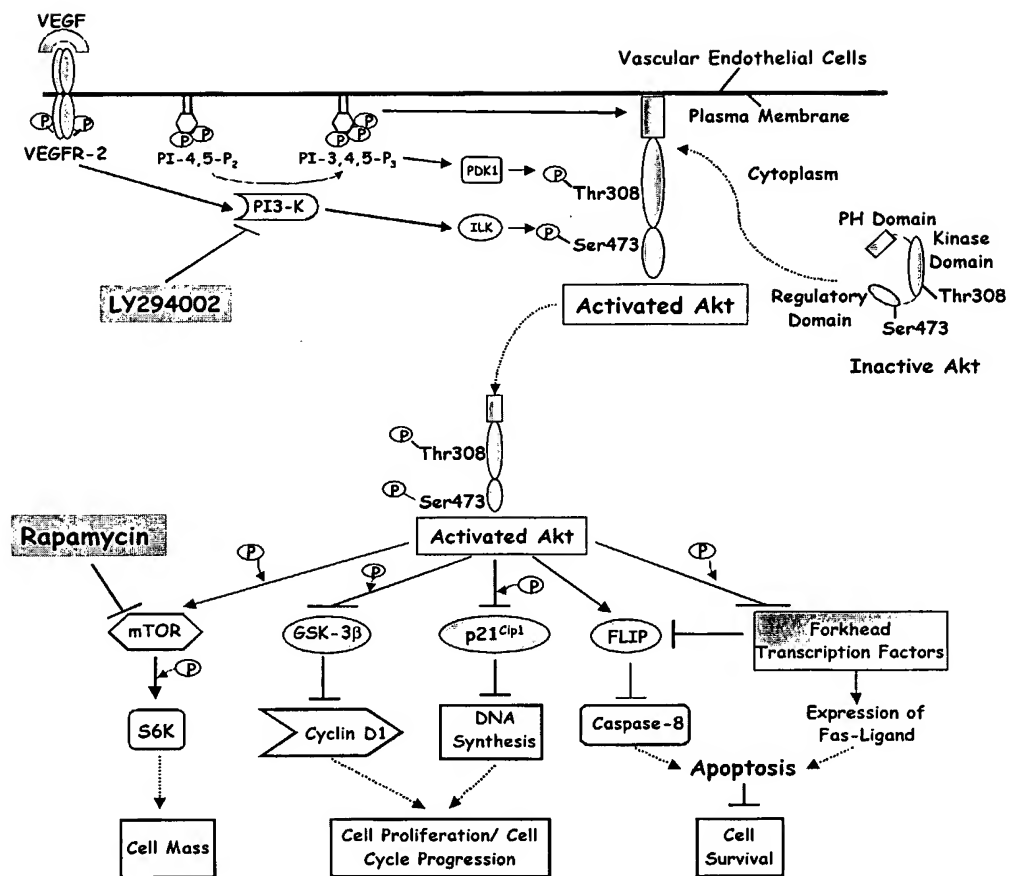 VEGF
Vascular Endothelial Cells
Plasma Membrane
P P
P P
P P P
VEGFR-2
PI-4,5-P₂
PI-3,4,5-P₃
PDK1
P
Thr308
Cytoplasm
PI3-K
ILK
P
Ser473
PH Domain
Kinase
Domain
Thr308
Regulatory
Domain
Ser473
LY294002
Activated Akt
Inactive Akt
P
Thr308
P
Ser473
Rapamycin
Activated Akt
P
P
P
P
mTOR
GSK-3β
p21ᶜⁱᵖ¹
FLIP
Forkhead
Transcription Factors
P
S6K
Cyclin D1
DNA
Synthesis
Caspase-8
Expression of
Fas-Ligand
Apoptosis
Cell Mass
Cell Proliferation/ Cell
Cycle Progression
Cell
Survival